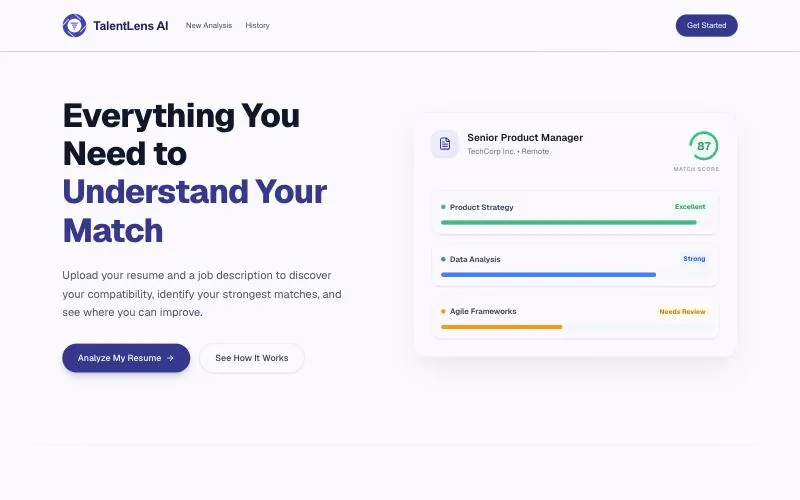 TalentLens AI
New Analysis
History
Get Started
Everything You
Need to
Understand Your
Match
Upload your resume and a job description to discover
your compatibility, identify your strongest matches, and
see where you can improve.
Analyze My Resume →
See How It Works
Senior Product Manager
TechCorp Inc. • Remote
87
MATCH SCORE
Product Strategy
Excellent
Data Analysis
Strong
Agile Frameworks
Needs Review